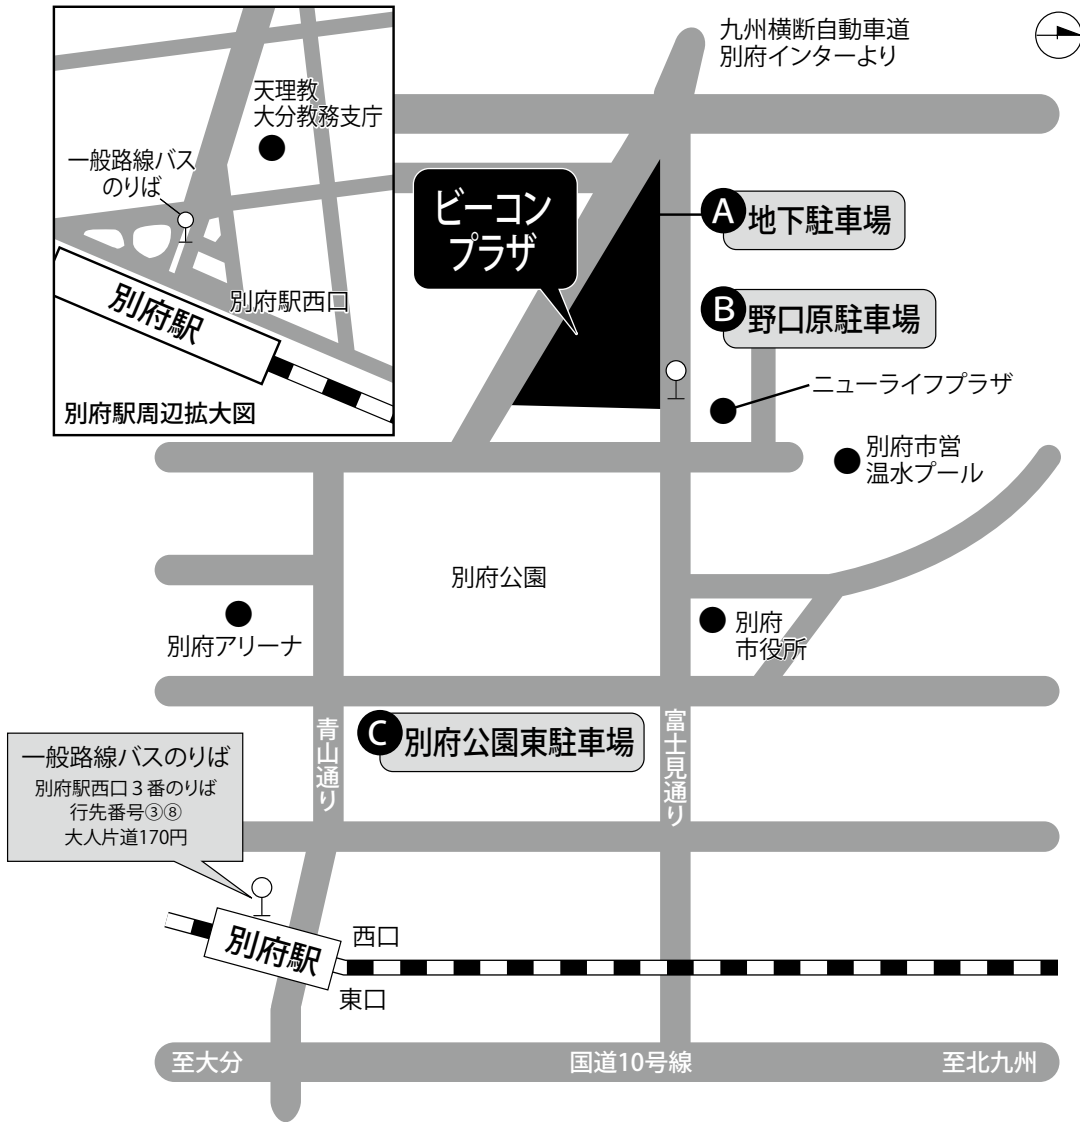 九州横断自動車道
別府インターより
天理教
大分教務支庁
一般路線バス
のりば
別府駅西口
別府駅
別府駅周辺拡大図
ビーコン
プラザ
A 地下駐車場
B 野口原駐車場
ニューライフプラザ
別府市営
温水プール
別府公園
別府アリーナ
別府
市役所
青山通り
C 別府公園東駐車場
富士見通り
一般路線バスのりば
別府駅西口3番のりば
行先番号③⑧
大人片道170円
別府駅
西口
東口
至大分
国道10号線
至北九州